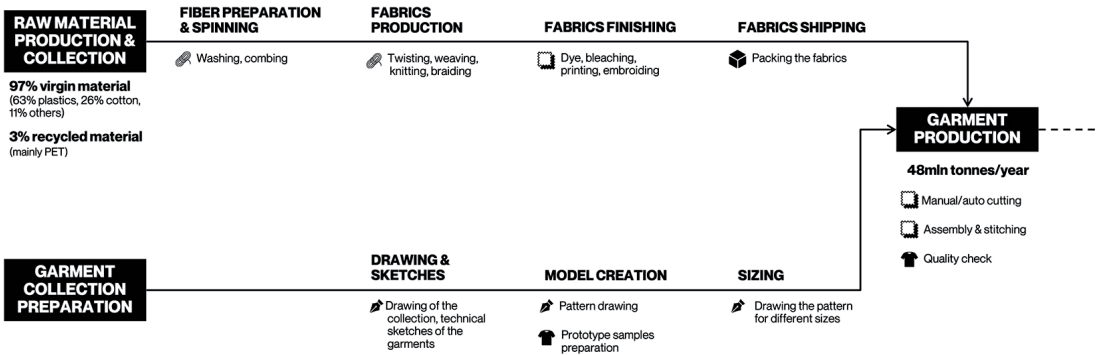 RAW MATERIAL
PRODUCTION &
COLLECTION
97% virgin material
(63% plastics, 26% cotton,
11% others)
3% recycled material
(mainly PET)
FIBER PREPARATION
& SPINNING
Washing, combing
FABRICS
PRODUCTION
Twisting, weaving,
knitting, braiding
FABRICS FINISHING
Dye, bleaching,
printing, embroiding
FABRICS SHIPPING
Packing the fabrics
GARMENT
PRODUCTION
48mln tonnes/year
Manual/auto cutting
Assembly & stitching
Quality check
GARMENT
COLLECTION
PREPARATION
DRAWING &
SKETCHES
Drawing of the
collection, technical
sketches of the
garments
MODEL CREATION
Pattern drawing
Prototype samples
preparation
SIZING
Drawing the pattern
for different sizes